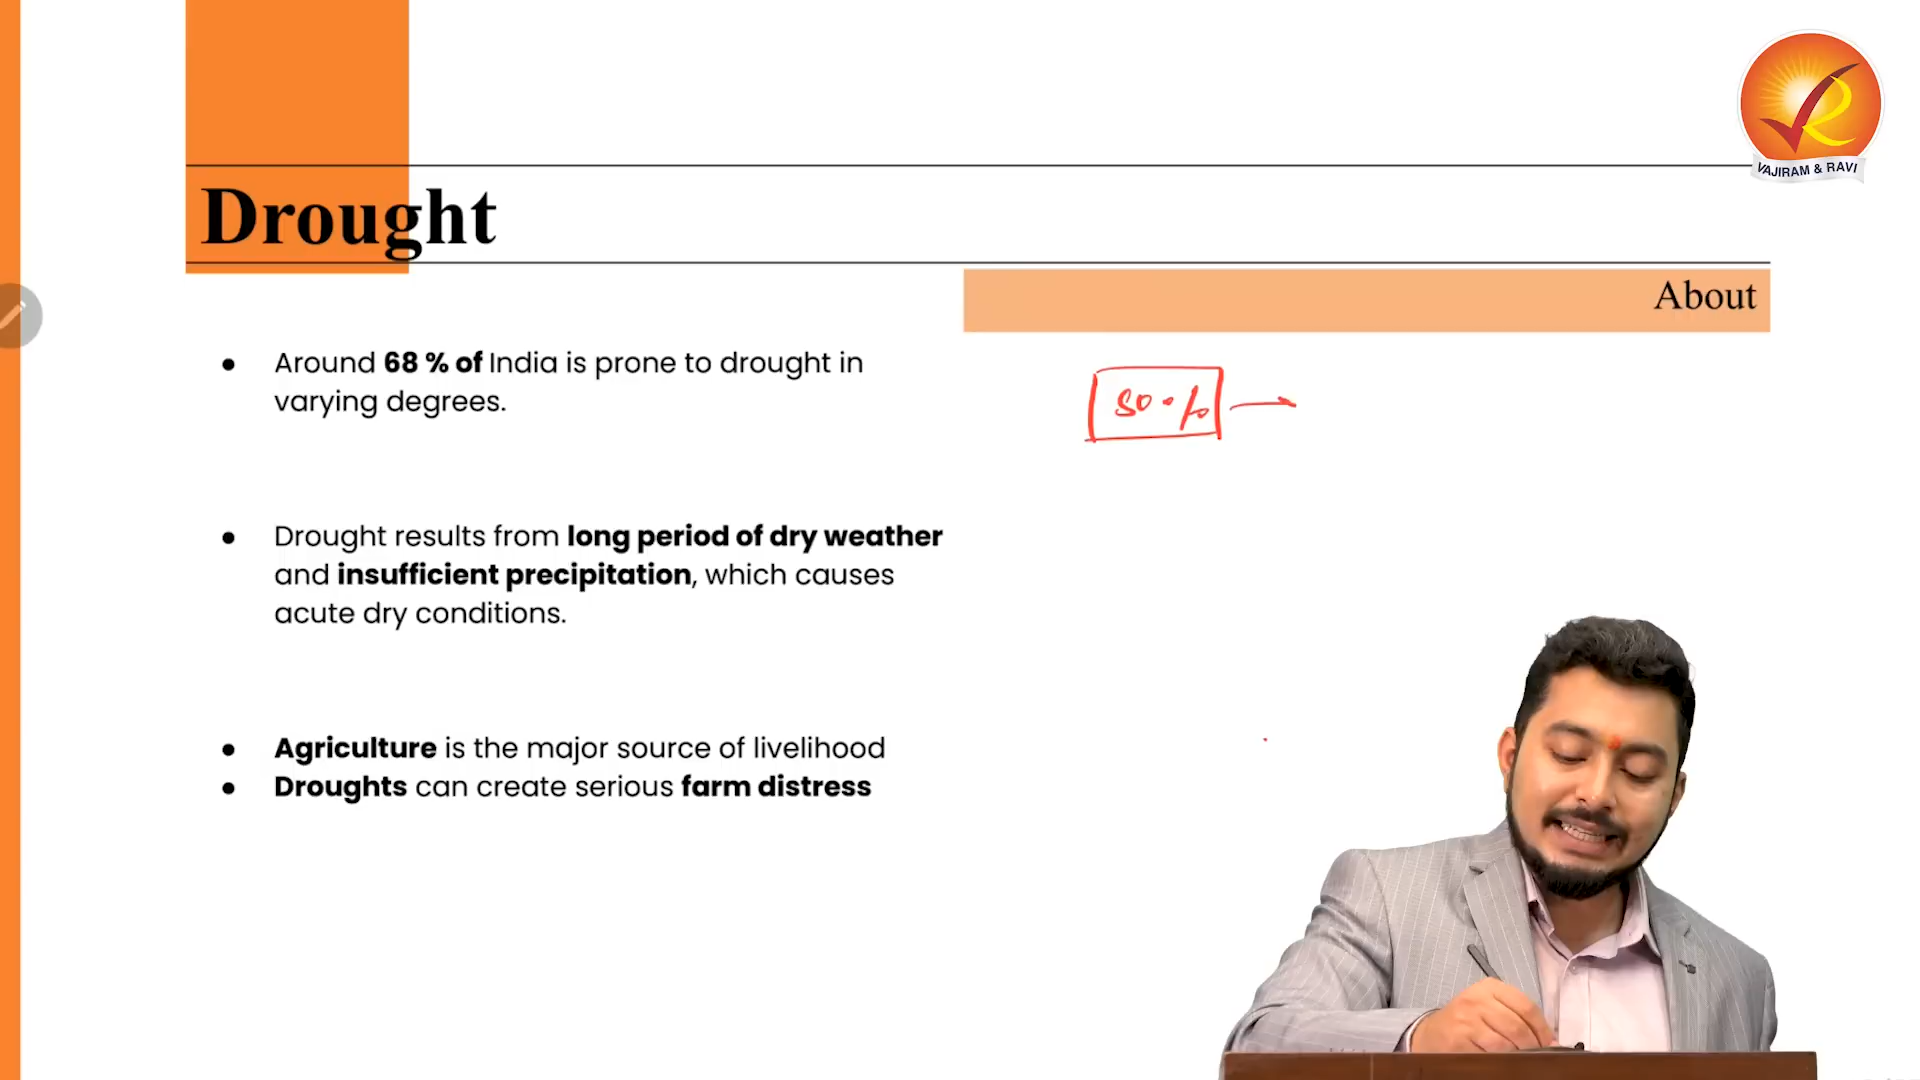 VAJIRAM & RAVI
Drought
About
● Around 68 % of India is prone to drought in
varying degrees.
50 %
● Drought results from long period of dry weather
and insufficient precipitation, which causes
acute dry conditions.
● Agriculture is the major source of livelihood
● Droughts can create serious farm distress